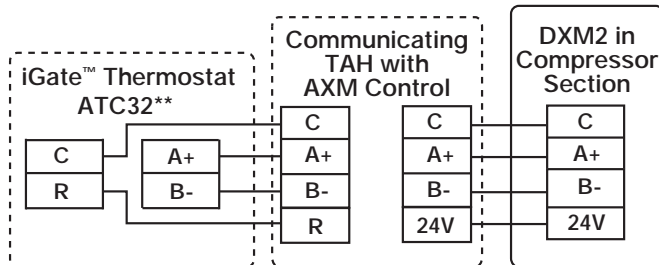 iGate™ Thermostat
ATC32**
C
R
A+
B-
Communicating
TAH with
AXM Control
C
A+
B-
R
C
A+
B-
24V
DXM2 in
Compressor
Section
C
A+
B-
24V